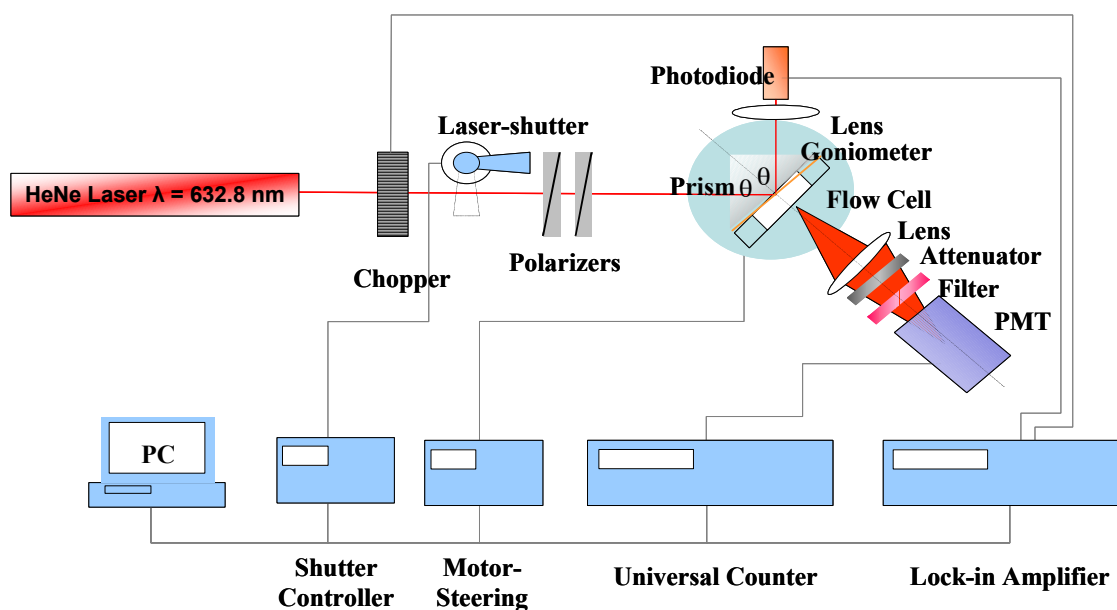 Photodiode
Laser-shutter
Lens
Goniometer
HeNe Laser λ = 632.8 nm
Prism
θ
θ
Flow Cell
Lens
Polarizers
Attenuator
Chopper
Filter
PMT
PC
Shutter
Controller
Motor-
Steering
Universal Counter
Lock-in Amplifier